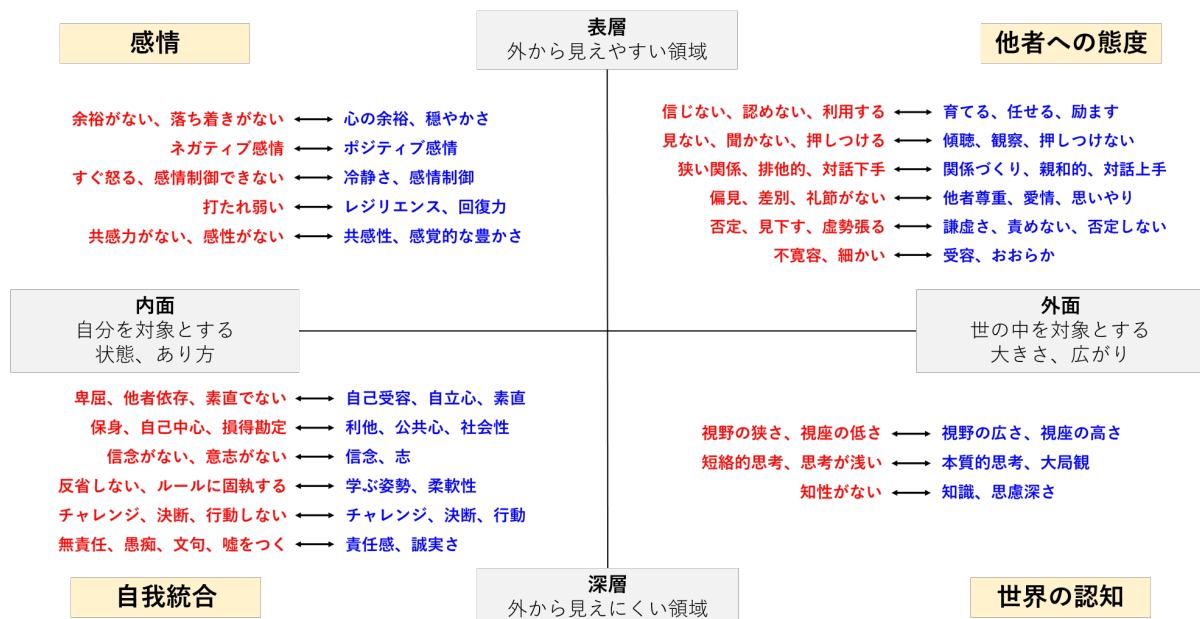 表層
外から見えやすい領域
感情
他者への態度
余裕がない、落ち着きがない 心の余裕、穏やかさ
ネガティブ感情 ポジティブ感情
すぐ怒る、感情制御できない 冷静さ、感情制御
打たれ弱い レジリエンス、回復力
共感力がない、感性がない 共感性、感覚的な豊かさ
信じない、認めない、利用する 育てる、任せる、励ます
見ない、聞かない、押しつける 傾聴、観察、押しつけない
狭い関係、排他的、対話下手 関係づくり、親和的、対話上手
偏見、差別、礼節がない 他者尊重、愛情、思いやり
否定、見下す、虚勢張る 謙虚さ、責めない、否定しない
不寛容、細かい 受容、おおらか
内面
自分を対象とする
状態、あり方
外面
世の中を対象とする
大きさ、広がり
卑屈、他者依存、素直でない 自己受容、自立心、素直
保身、自己中心、損得勘定 利他、公共心、社会性
信念がない、意志がない 信念、志
反省しない、ルールに固執する 学ぶ姿勢、柔軟性
チャレンジ、決断、行動しない チャレンジ、決断、行動
無責任、愚痴、文句、嘘をつく 責任感、誠実さ
視野の狭さ、視座の低さ 視野の広さ、視座の高さ
短絡的思考、思考が浅い 本質的思考、大局観
知性がない 知識、思慮深さ
自我統合
深層
外から見えにくい領域
世界の認知